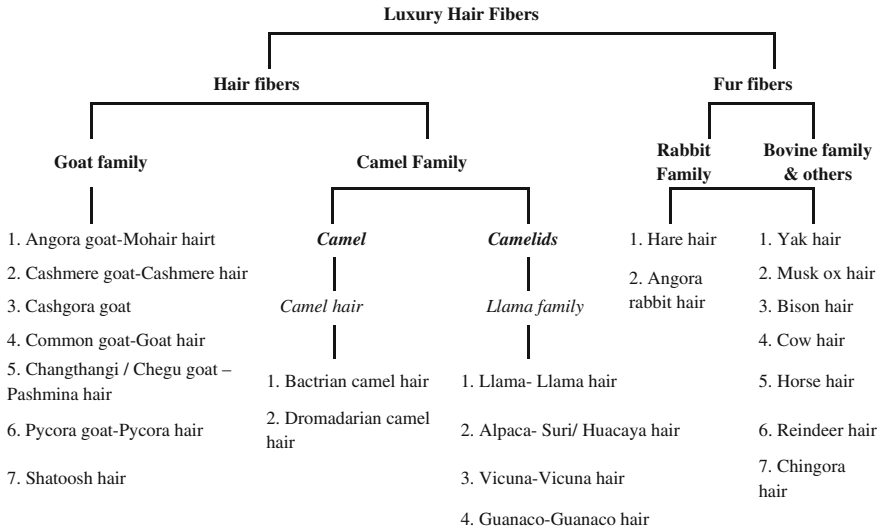 Luxury Hair Fibers
Hair fibers
Fur fibers
Goat family
Camel Family
Rabbit
Family
Bovine family
& others
1. Angora goat-Mohair hairt
2. Cashmere goat-Cashmere hair
3. Cashgora goat
4. Common goat-Goat hair
5. Changthangi / Chegu goat –
Pashmina hair
6. Pycora goat-Pycora hair
7. Shatoosh hair
Camel
Camel hair
1. Bactrian camel hair
2. Dromadarian camel
hair
Camelids
Llama family
1. Llama- Llama hair
2. Alpaca- Suri/ Huacaya hair
3. Vicuna-Vicuna hair
4. Guanaco-Guanaco hair
1. Hare hair
2. Angora
rabbit hair
1. Yak hair
2. Musk ox hair
3. Bison hair
4. Cow hair
5. Horse hair
6. Reindeer hair
7. Chingora
hair